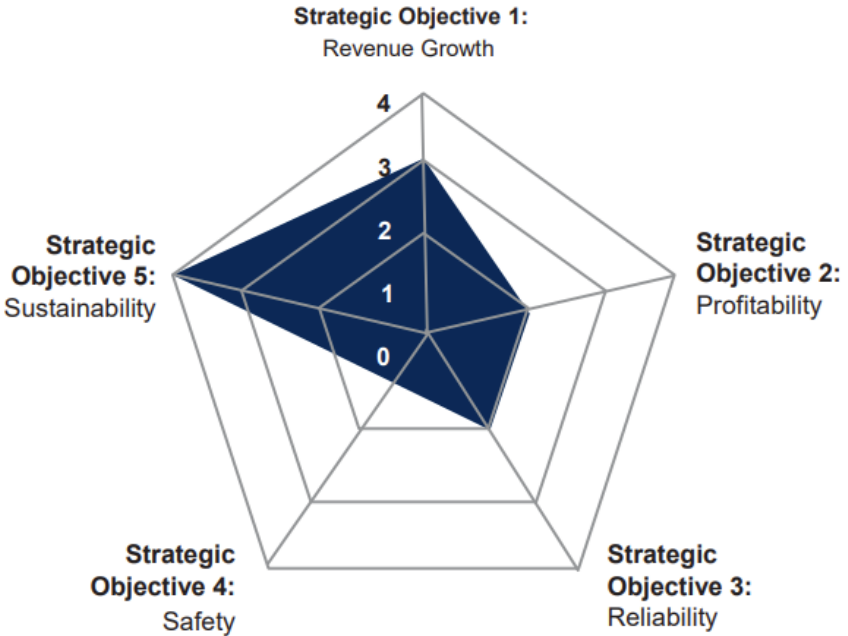 Strategic Objective 1:
Revenue Growth
4
3
2
1
0
Strategic
Objective 2:
Profitability
Strategic
Objective 5:
Sustainability
Strategic
Objective 4:
Safety
Strategic
Objective 3:
Reliability